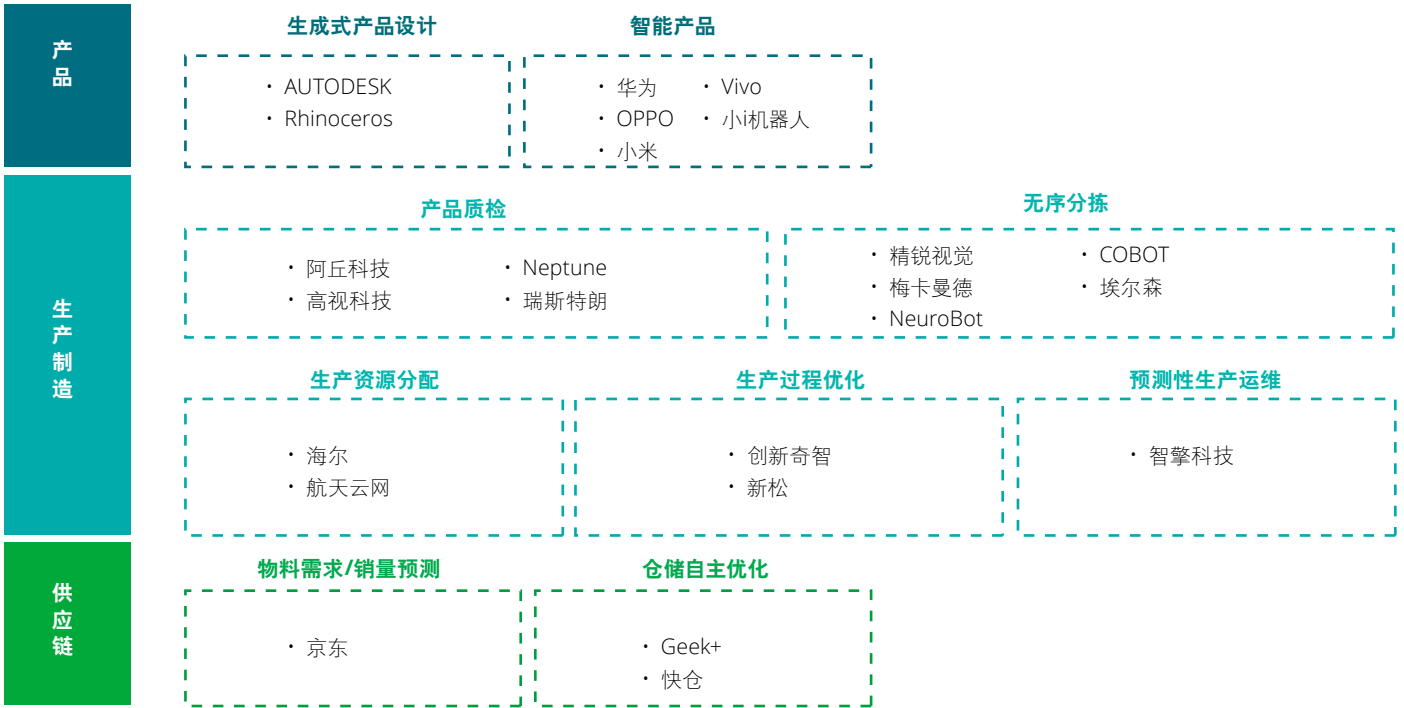 产品
生成式产品设计
· AUTODESK
· Rhinoceros
智能产品
· 华为
· OPPO
· 小米
· Vivo
· 小i机器人
生产制造
产品质检
· 阿丘科技
· 高视科技
· Neptune
· 瑞斯特朗
无序分拣
· 精锐视觉
· 梅卡曼德
· NeuroBot
· COBOT
· 埃尔森
生产资源分配
· 海尔
· 航天云网
生产过程优化
· 创新奇智
· 新松
预测性生产运维
· 智擎科技
供应链
物料需求/销量预测
· 京东
仓储自主优化
· Geek+
· 快仓